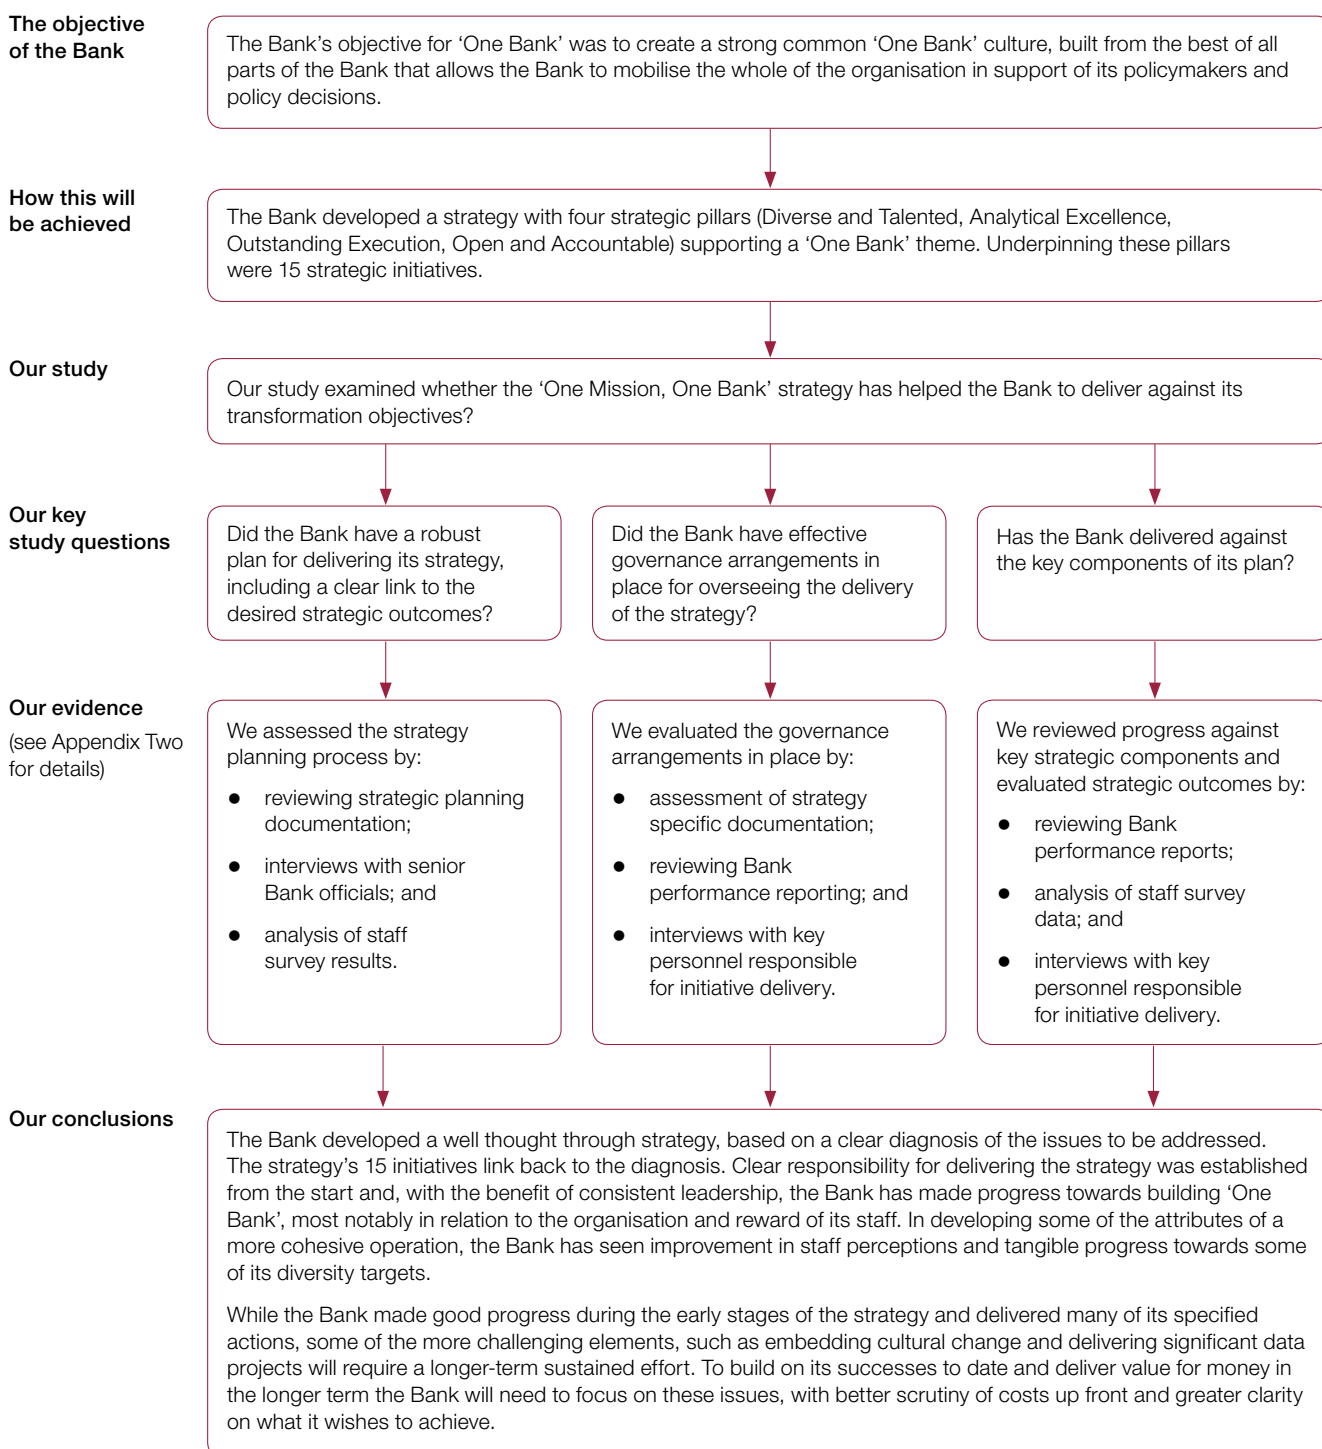 The objective
of the Bank
The Bank’s objective for ‘One Bank’ was to create a strong common ‘One Bank’ culture, built from the best of all
parts of the Bank that allows the Bank to mobilise the whole of the organisation in support of its policymakers and
policy decisions.
How this will
be achieved
The Bank developed a strategy with four strategic pillars (Diverse and Talented, Analytical Excellence,
Outstanding Execution, Open and Accountable) supporting a ‘One Bank’ theme. Underpinning these pillars
were 15 strategic initiatives.
Our study
Our study examined whether the ‘One Mission, One Bank’ strategy has helped the Bank to deliver against its
transformation objectives?
Our key
study questions
Did the Bank have a robust
plan for delivering its strategy,
including a clear link to the
desired strategic outcomes?
Did the Bank have effective
governance arrangements in
place for overseeing the delivery
of the strategy?
Has the Bank delivered against
the key components of its plan?
Our evidence
(see Appendix Two
for details)
We assessed the strategy
planning process by:
● reviewing strategic planning
documentation;
● interviews with senior
Bank officials; and
● analysis of staff
survey results.
We evaluated the governance
arrangements in place by:
● assessment of strategy
specific documentation;
● reviewing Bank
performance reporting; and
● interviews with key
personnel responsible
for initiative delivery.
We reviewed progress against
key strategic components and
evaluated strategic outcomes by:
● reviewing Bank
performance reports;
● analysis of staff survey
data; and
● interviews with key
personnel responsible
for initiative delivery.
Our conclusions
The Bank developed a well thought through strategy, based on a clear diagnosis of the issues to be addressed.
The strategy’s 15 initiatives link back to the diagnosis. Clear responsibility for delivering the strategy was established
from the start and, with the benefit of consistent leadership, the Bank has made progress towards building ‘One
Bank’, most notably in relation to the organisation and reward of its staff. In developing some of the attributes of a
more cohesive operation, the Bank has seen improvement in staff perceptions and tangible progress towards some
of its diversity targets.
While the Bank made good progress during the early stages of the strategy and delivered many of its specified
actions, some of the more challenging elements, such as embedding cultural change and delivering significant data
projects will require a longer-term sustained effort. To build on its successes to date and deliver value for money in
the longer term the Bank will need to focus on these issues, with better scrutiny of costs up front and greater clarity
on what it wishes to achieve.